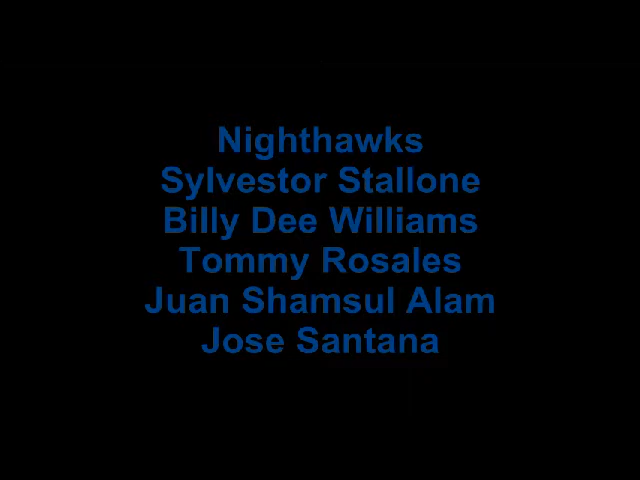 Nighthawks
Sylvestor Stallone
Billy Dee Williams
Tommy Rosales
Juan Shamsul Alam
Jose Santana